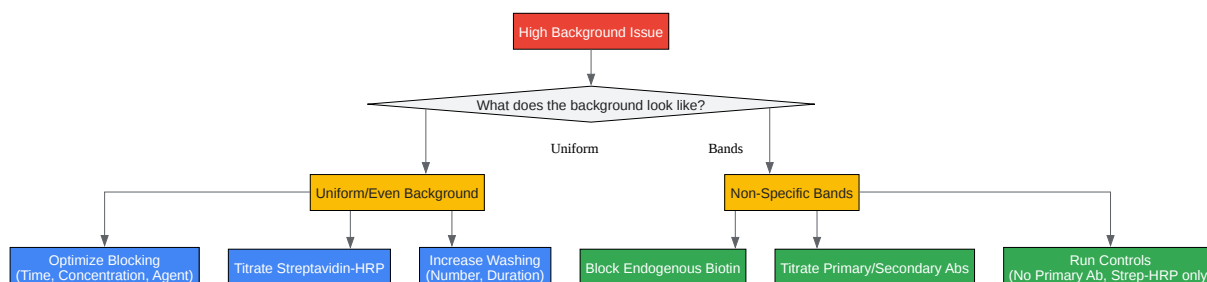 High Background Issue
What does the background look like?
Uniform
Bands
Uniform/Even Background
Non-Specific Bands
Optimize Blocking
(Time, Concentration, Agent)
Titrate Streptavidin-HRP
Increase Washing
(Number, Duration)
Block Endogenous Biotin
Titrate Primary/Secondary Abs
Run Controls
(No Primary Ab, Strep-HRP only)